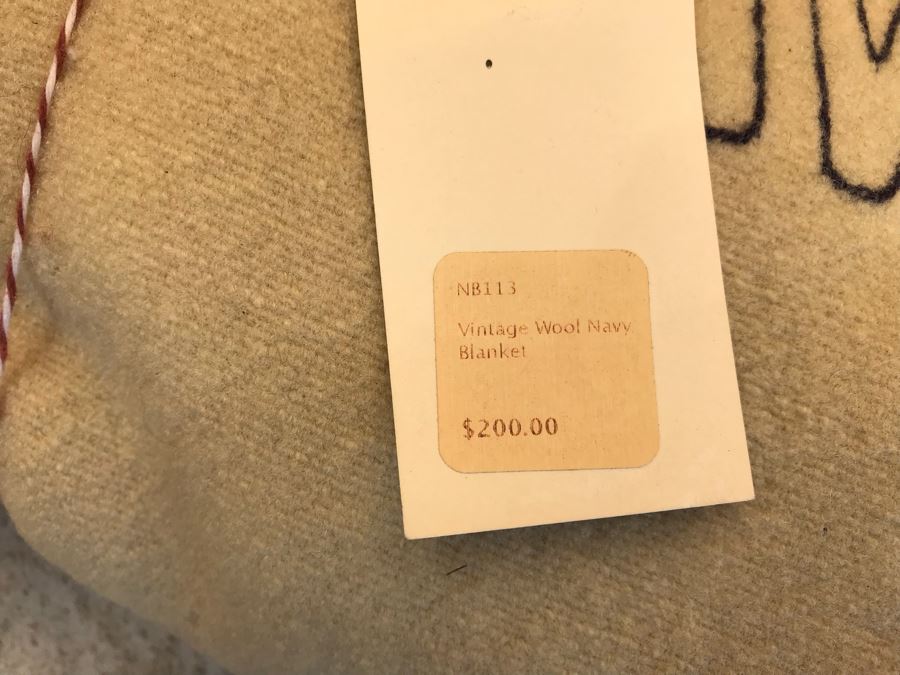 NB113
Vintage Wool Navy
Blanket
$200.00